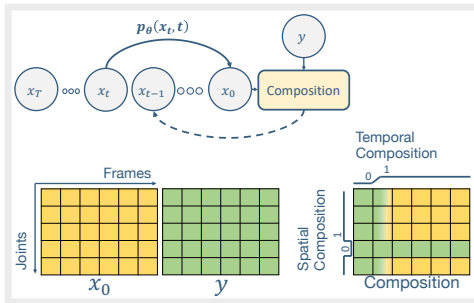 p_θ(x_t, t)
y
x_T
x_t
x_{t−1}
x_0
Composition
Temporal
Composition
0 1
Frames
Joints
Spatial
Composition
1
0
x_0
y
Composition